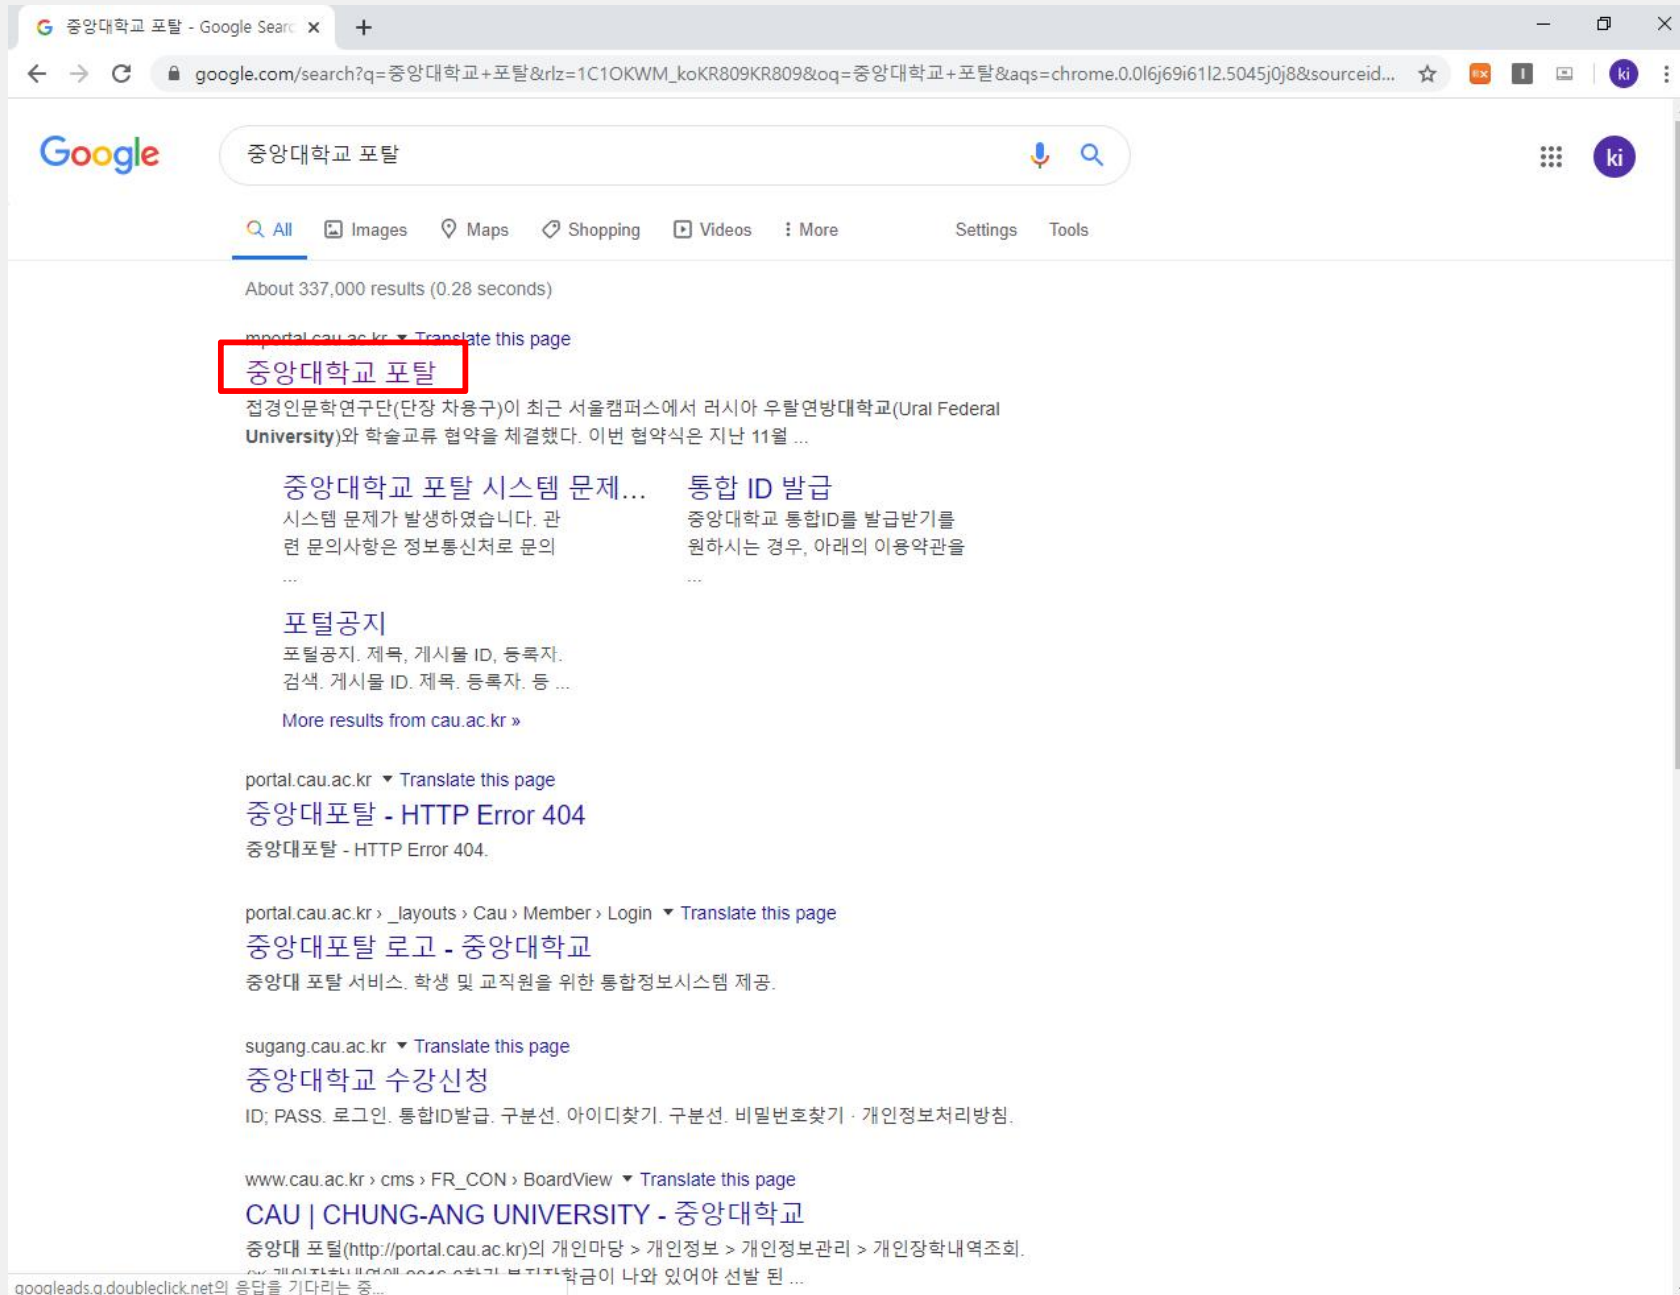 중앙대학교 포탈 - Google Searc
google.com/search?q=중앙대학교+포탈&rlz=1C1OKWM_koKR809KR809&oq=중앙대학교+포탈&aqs=chrome.0.0l6j69i61l2.5045j0j8&sourceid...
ki
Google
중앙대학교 포탈
ki
All Images Maps Shopping Videos More Settings Tools
About 337,000 results (0.28 seconds)
mportal.cau.ac.kr Translate this page
중앙대학교 포탈
접경인문학연구단(단장 차용구)이 최근 서울캠퍼스에서 러시아 우랄연방대학교(Ural Federal
University)와 학술교류 협약을 체결했다. 이번 협약식은 지난 11월 ...
중앙대학교 포탈 시스템 문제...
시스템 문제가 발생하였습니다. 관
련 문의사항은 정보통신처로 문의
...
통합 ID 발급
중앙대학교 통합ID를 발급받기를
원하시는 경우, 아래의 이용약관을
...
포털공지
포털공지. 제목, 게시물 ID, 등록자.
검색. 게시물 ID. 제목. 등록자. 등 ...
More results from cau.ac.kr »
portal.cau.ac.kr Translate this page
중앙대포탈 - HTTP Error 404
중앙대포탈 - HTTP Error 404.
portal.cau.ac.kr › _layouts › Cau › Member › Login Translate this page
중앙대포탈 로고 - 중앙대학교
중앙대 포탈 서비스. 학생 및 교직원을 위한 통합정보시스템 제공.
sugang.cau.ac.kr Translate this page
중앙대학교 수강신청
ID; PASS. 로그인. 통합ID발급. 구분선. 아이디찾기. 구분선. 비밀번호찾기 · 개인정보처리방침.
www.cau.ac.kr › cms › FR_CON › BoardView Translate this page
CAU | CHUNG-ANG UNIVERSITY - 중앙대학교
중앙대 포털(http://portal.cau.ac.kr)의 개인마당 > 개인정보 > 개인정보관리 > 개인장학내역조회.
학금이 나와 있어야 선발 된 ...
googleads.g.doubleclick.net의 응답을 기다리는 중...